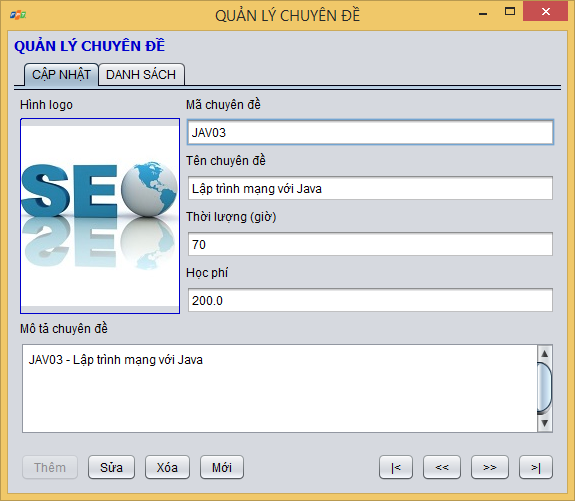 QUẢN LÝ CHUYÊN ĐỀ
QUẢN LÝ CHUYÊN ĐỀ
CẬP NHẬT DANH SÁCH
Hình logo
SEO
Mã chuyên đề
JAV03
Tên chuyên đề
Lập trình mạng với Java
Thời lượng (giờ)
70
Học phí
200.0
Mô tả chuyên đề
JAV03 - Lập trình mạng với Java
Thêm Sửa Xóa Mới |< << >> >|